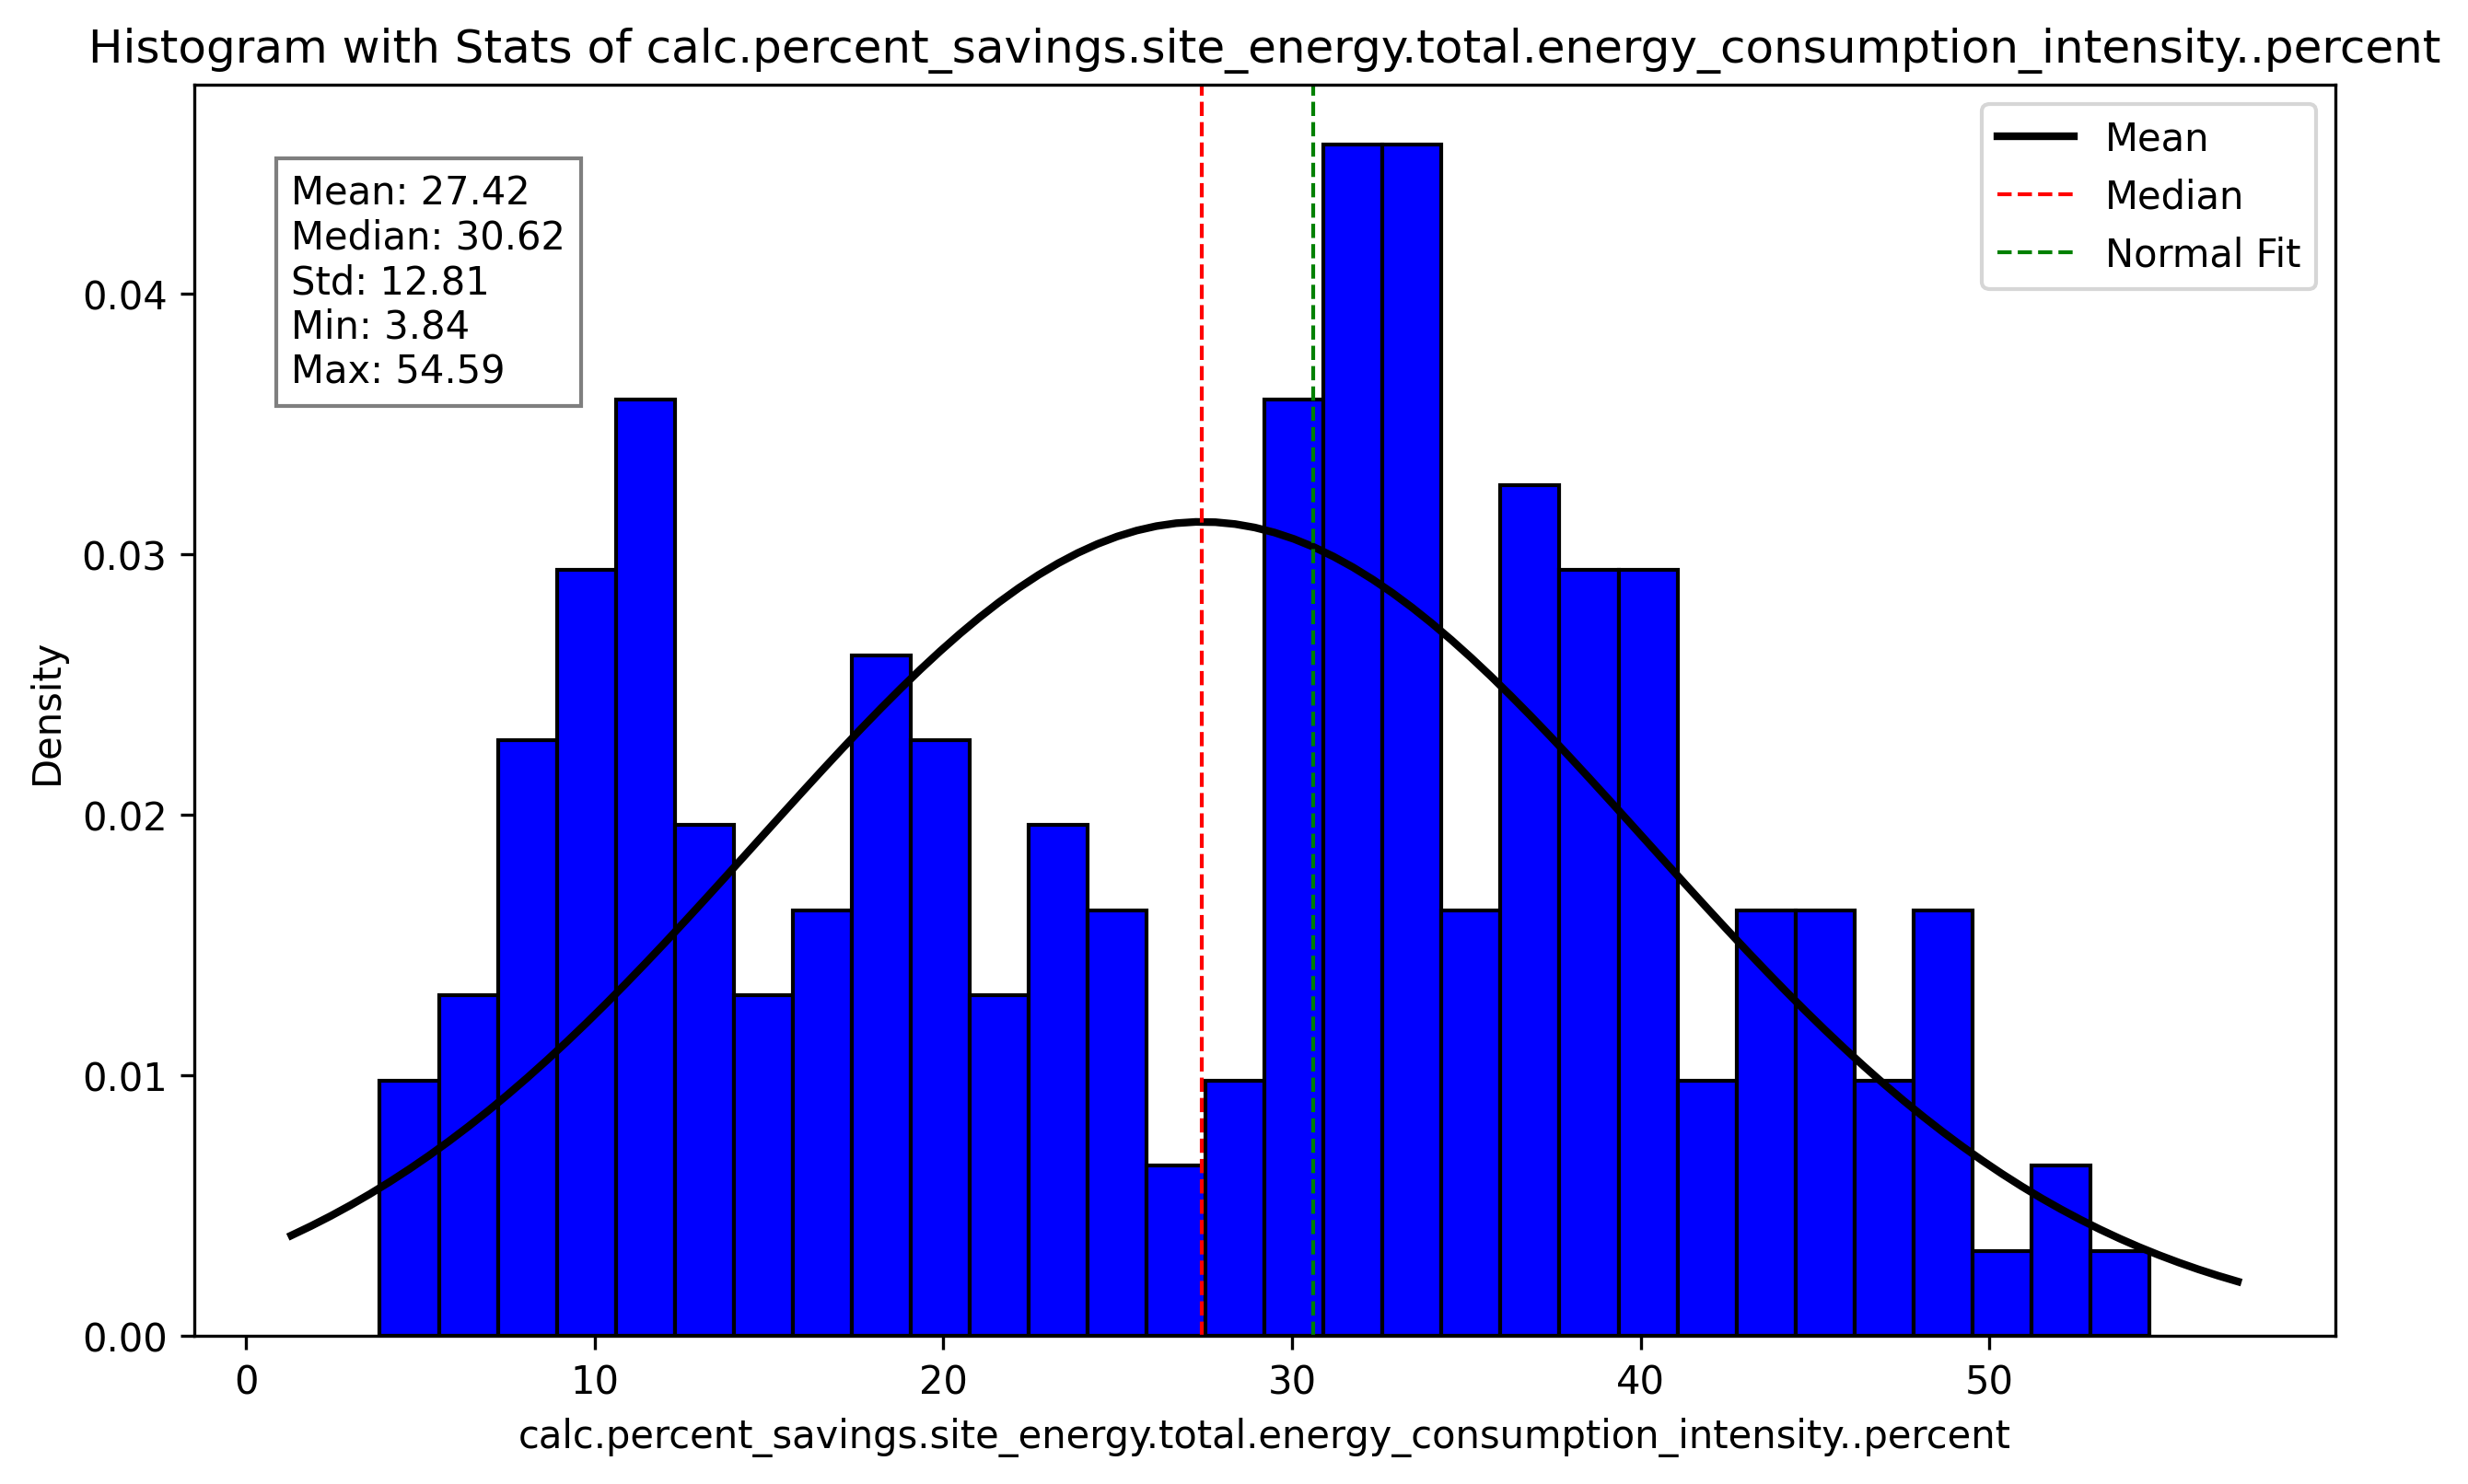 Histogram with Stats of calc.percent_savings.site_energy.total.energy_consumption_intensity..percent
Mean: 27.42
Median: 30.62
Std: 12.81
Min: 3.84
Max: 54.59
Mean
Median
Normal Fit
Density
0.04
0.03
0.02
0.01
0.00
0
10
20
30
40
50
calc.percent_savings.site_energy.total.energy_consumption_intensity..percent